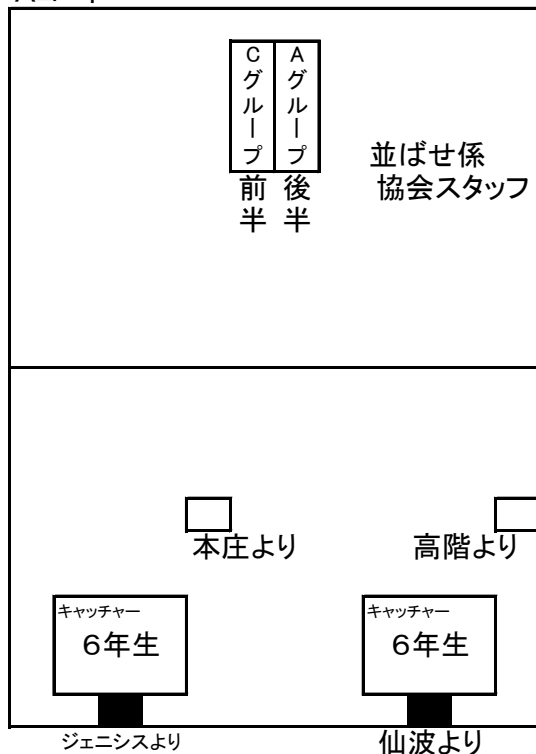 Cグループ
Aグループ
前半
後半
並ばせ係
協会スタッフ
本庄より
高階より
キャッチャー
6年生
キャッチャー
6年生
ジェニシスより
仙波より